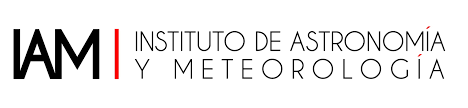 IAM | INSTITUTO DE ASTRONOMÍA
Y METEOROLOGÍA